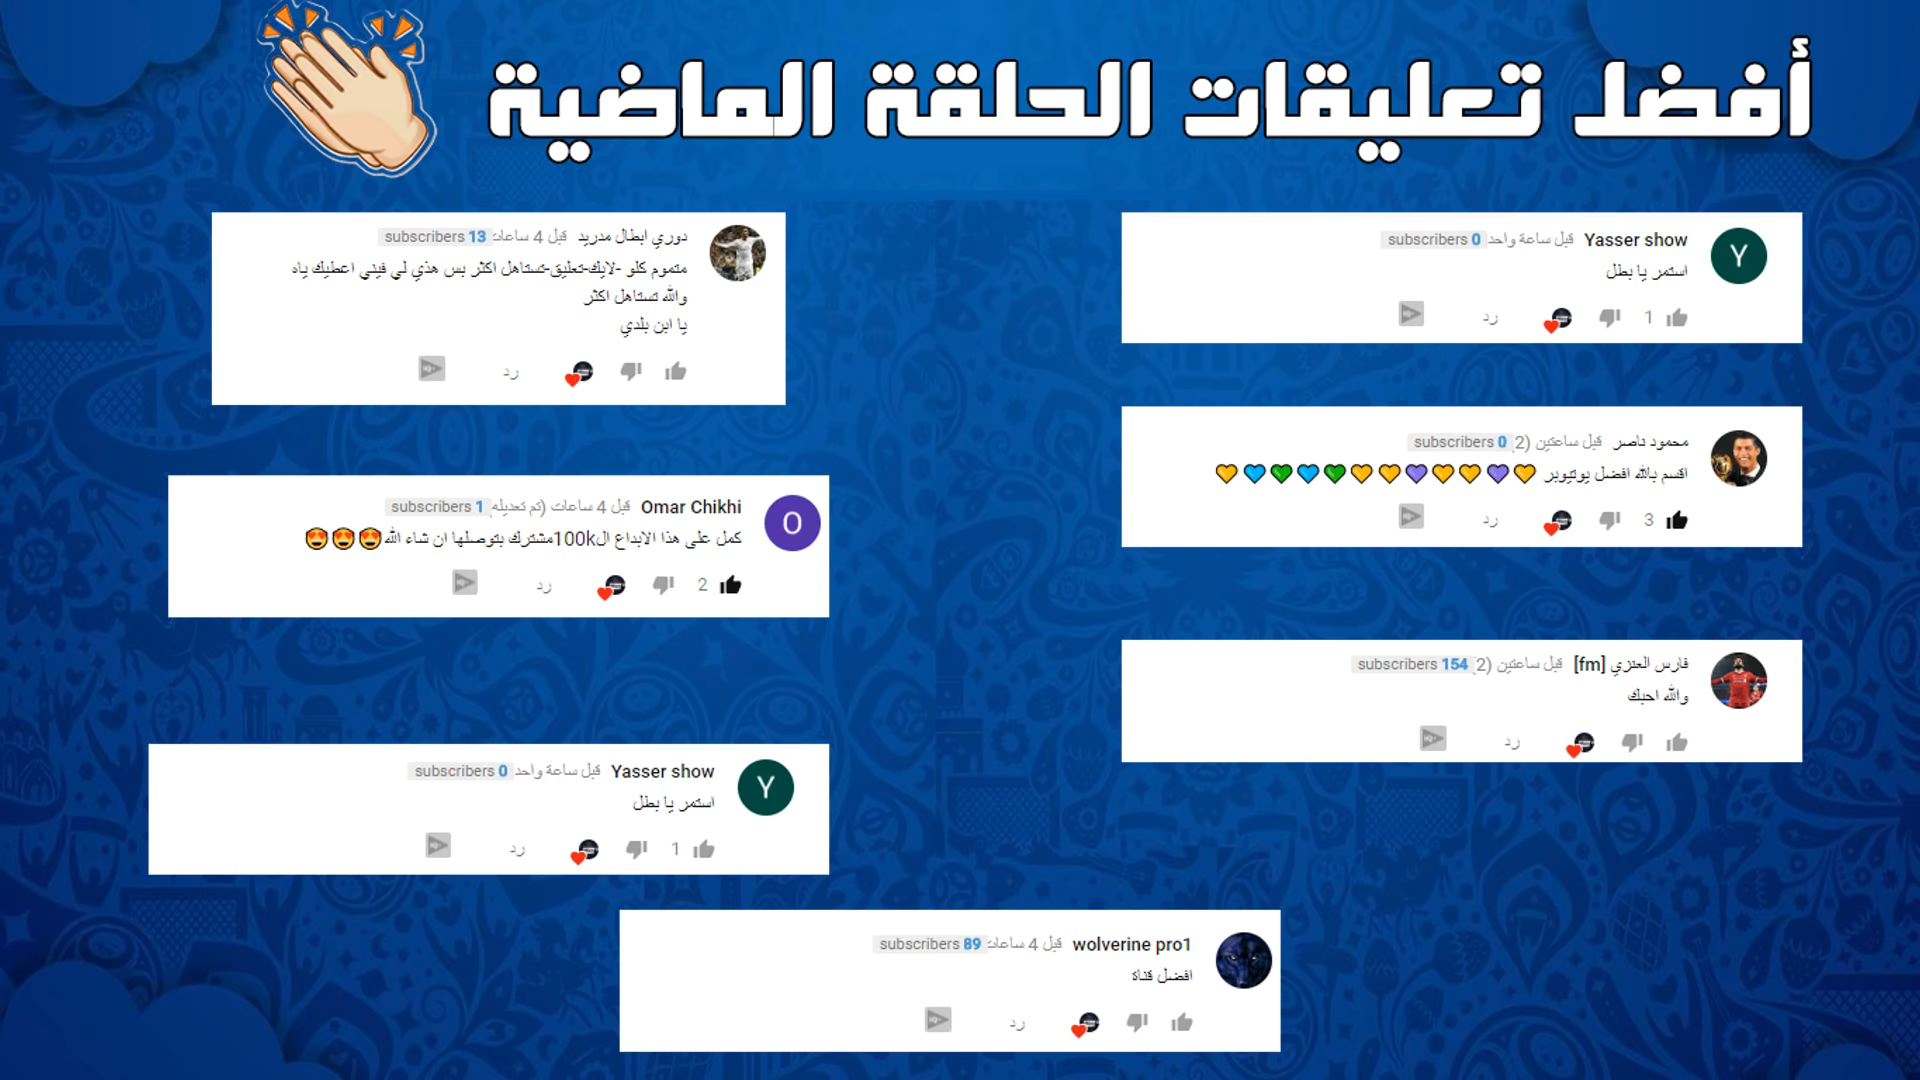 أفضل تعليقات الحلقة الماضية
Yasser show قبل ساعة واحد subscribers 0
استمر يا بطل
1 رد
دوري ابطال مدريد قبل 4 ساعات subscribers 13
متموم كلو -لايك-تعليق-تستاهل اكثر بس هذي لي فيني اعطيك ياه
والله تستاهل اكثر
يا ابن بلدي
رد
محمود ناصر قبل ساعتين (2) subscribers 0
اقسم بالله افضل يوتيوبر 💛💜💛💛💜💛💛💚💙💚💙💛
3 رد
Omar Chikhi قبل 4 ساعات (تم تعديله) subscribers 1
كمل على هذا الابداع ال100kمشترك بتوصلها ان شاء الله😍😍😍
2 رد
فارس العنزي [fm] قبل ساعتين (2) subscribers 154
والله احبك
رد
Yasser show قبل ساعة واحد subscribers 0
استمر يا بطل
1 رد
wolverine pro1 قبل 4 ساعات subscribers 89
افضل قناة
رد